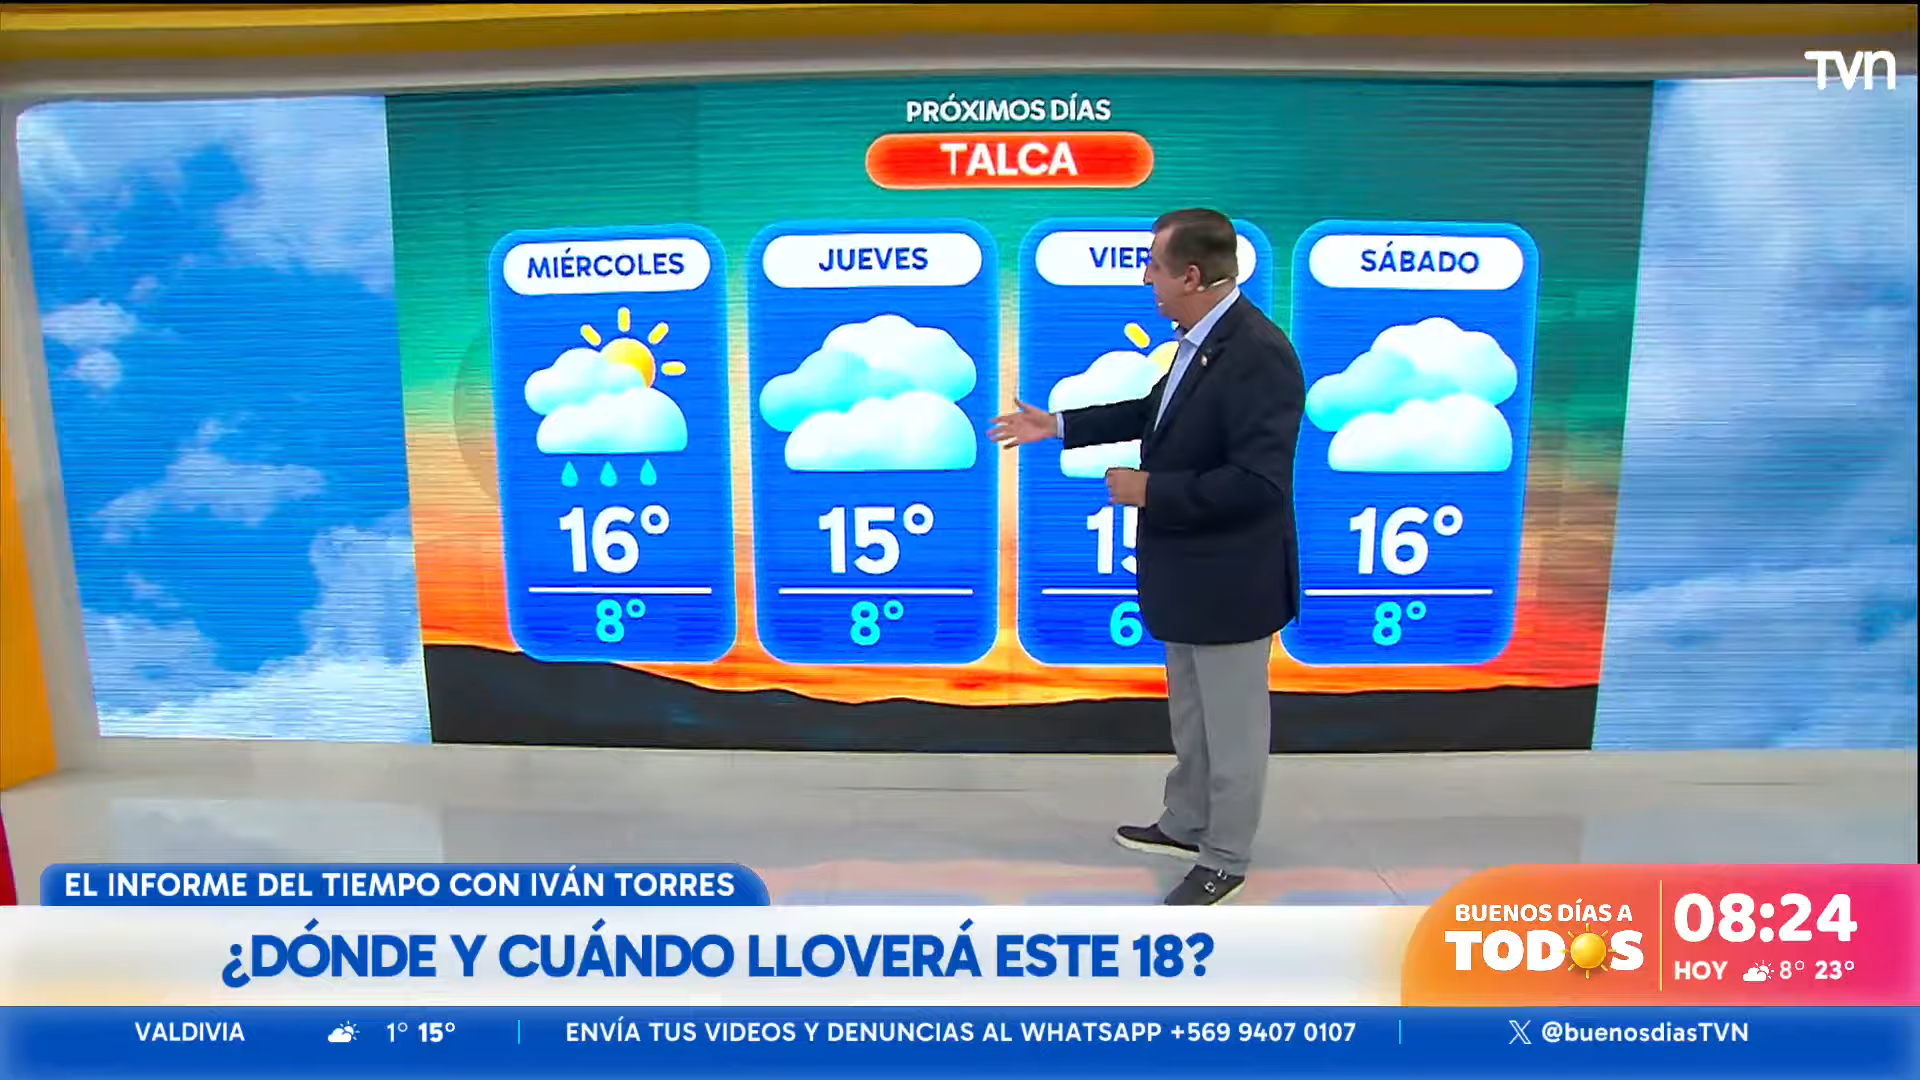 TVN
PRÓXIMOS DÍAS
TALCA
MIÉRCOLES
16°
8°
JUEVES
15°
8°
SÁBADO
16°
8°
EL INFORME DEL TIEMPO CON IVÁN TORRES
¿DÓNDE Y CUÁNDO LLOVERÁ ESTE 18?
BUENOS DÍAS A
TODOS
08:24
HOY 8° 23°
VALDIVIA 1° 15° ENVÍA TUS VIDEOS Y DENUNCIAS AL WHATSAPP +569 9407 0107 X @buenosdiasTVN